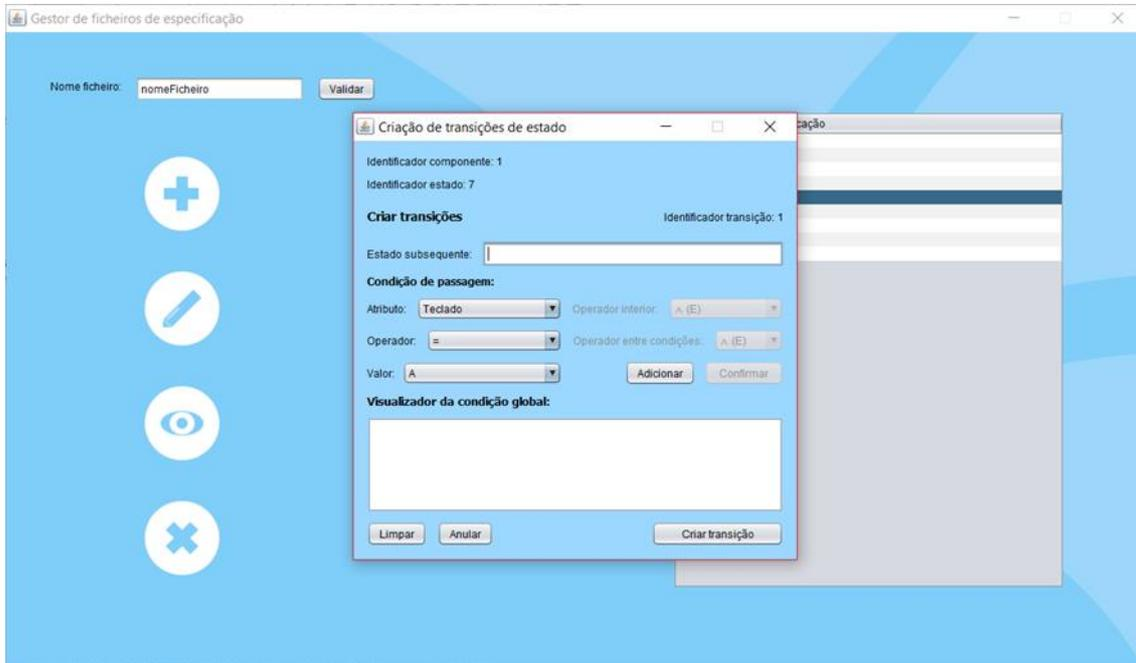 Gestor de ficheiros de especificação
Nome ficheiro: nomeFicheiro Validar
Criação de transições de estado
cação
Identificador componente: 1
Identificador estado: 7
Criar transições Identificador transição: 1
Estado subsequente:
Condição de passagem:
Atributo: Teclado Operador interior: ∧ (E)
Operador: = Operador entre condições: ∧ (E)
Valor: A Adicionar Confirmar
Visualizador da condição global:
Limpar Anular Criar transição